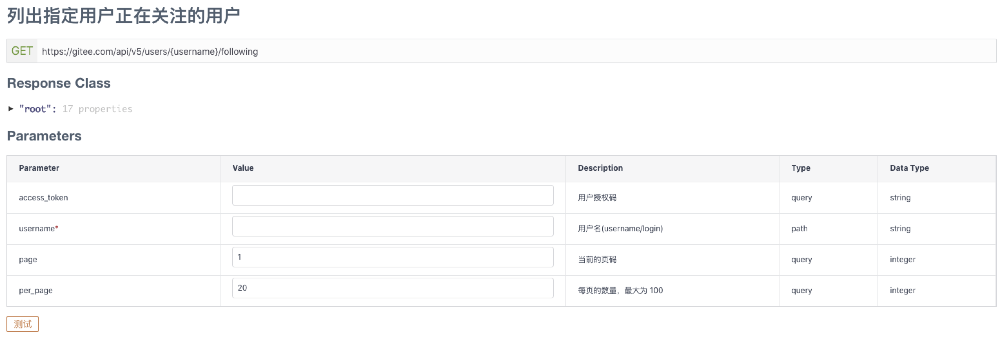 列出指定用户正在关注的用户
GET https://gitee.com/api/v5/users/{username}/following
Response Class
▶ "root": 17 properties
Parameters
Parameter Value Description Type Data Type
access_token 用户授权码 query string
username* 用户名(username/login) path string
page 1 当前的页码 query integer
per_page 20 每页的数量，最大为 100 query integer
测试